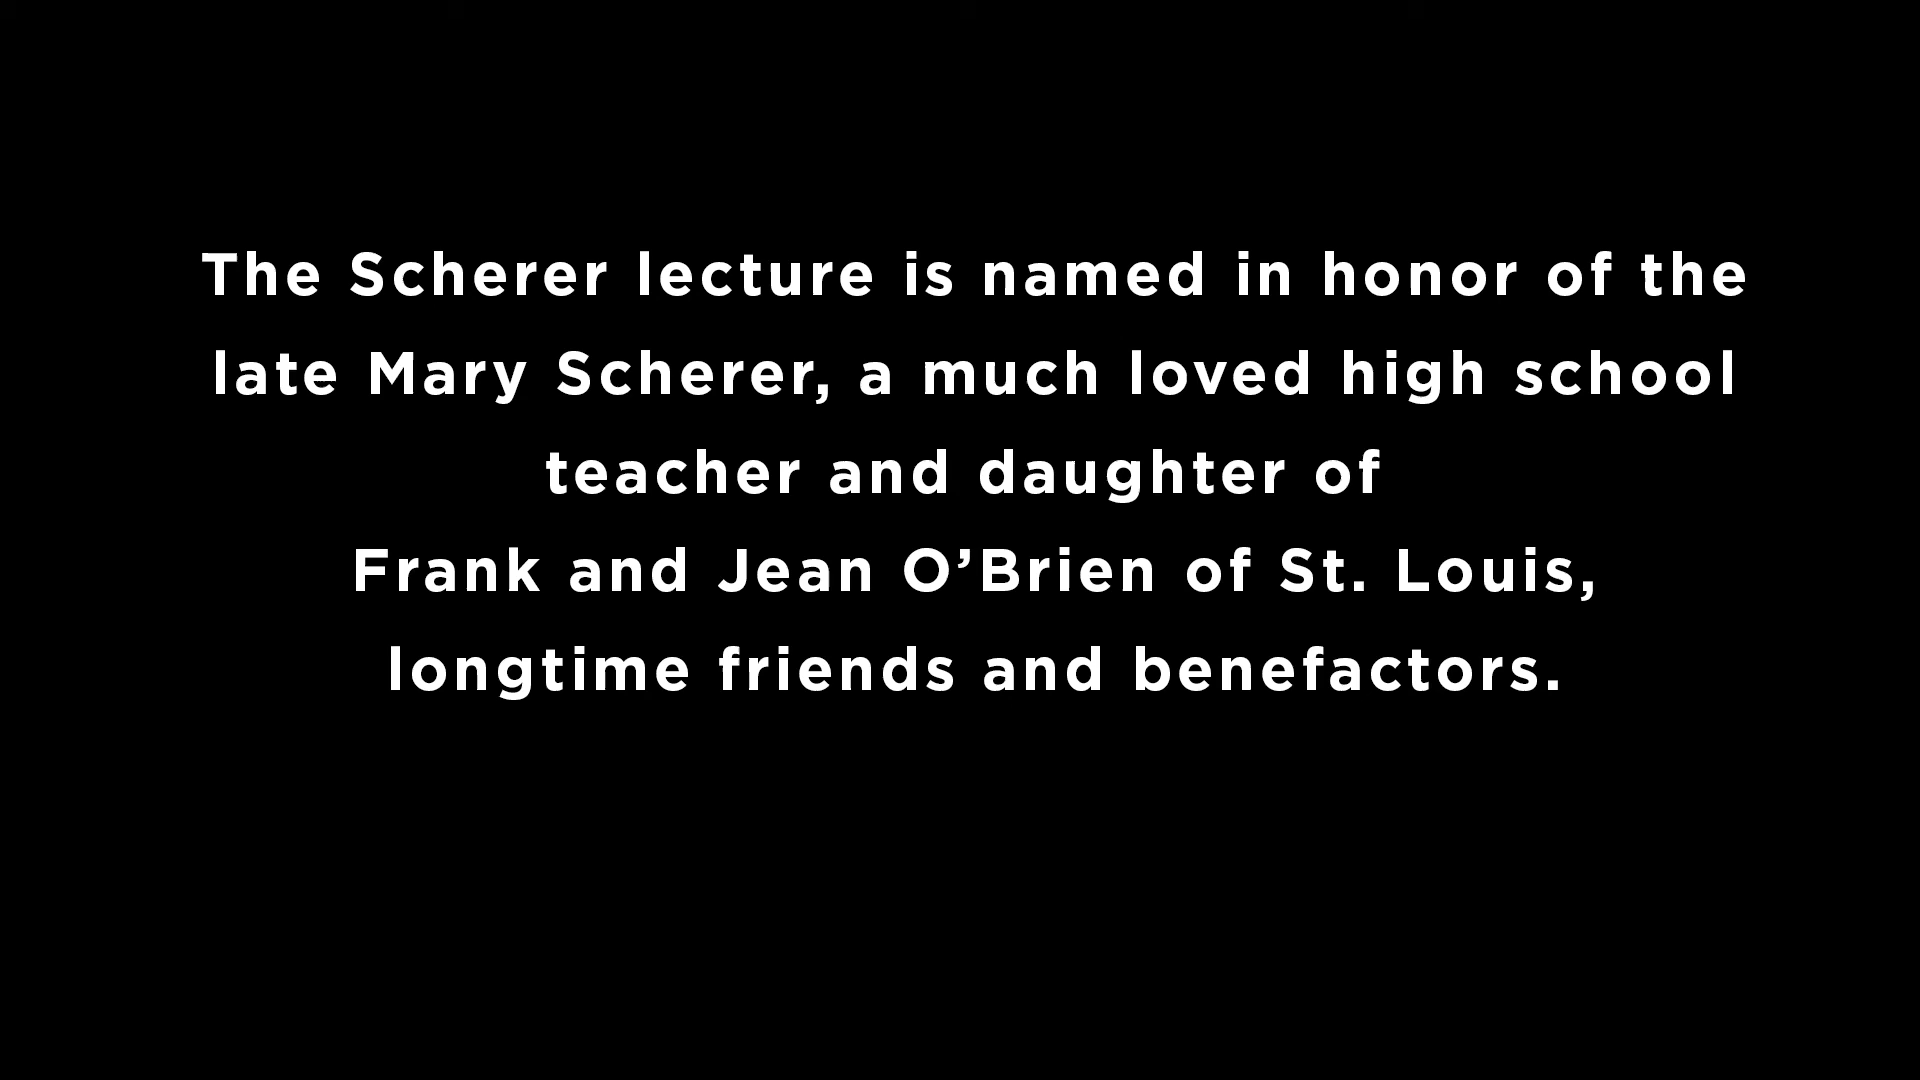 The Scherer lecture is named in honor of the
late Mary Scherer, a much loved high school
teacher and daughter of
Frank and Jean O’Brien of St. Louis,
longtime friends and benefactors.